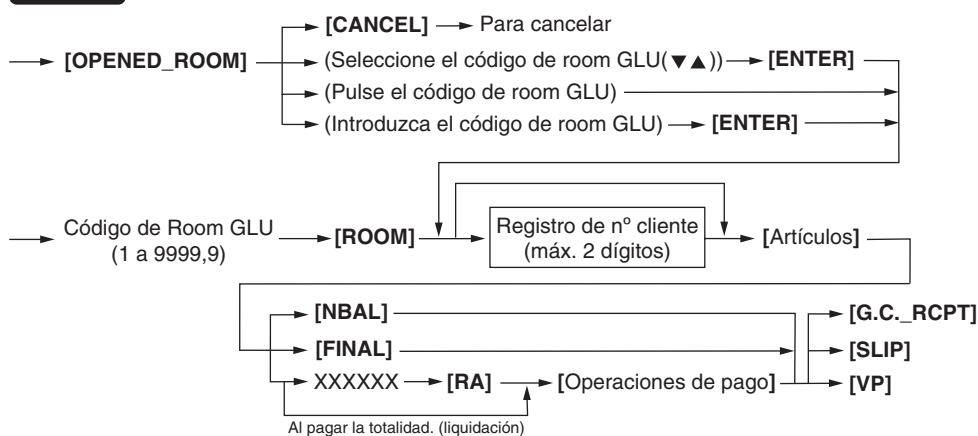 [CANCEL] Para cancelar
[OPENED_ROOM] (Seleccione el código de room GLU(▼▲)) [ENTER]
(Pulse el código de room GLU)
(Introduzca el código de room GLU) [ENTER]
Código de Room GLU
(1 a 9999,9)
[ROOM]
Registro de nº cliente
(máx. 2 dígitos)
[Artículos]
[NBAL] [G.C._RCPT]
[FINAL] [SLIP]
XXXXXX [RA] [Operaciones de pago] [VP]
Al pagar la totalidad. (liquidación)